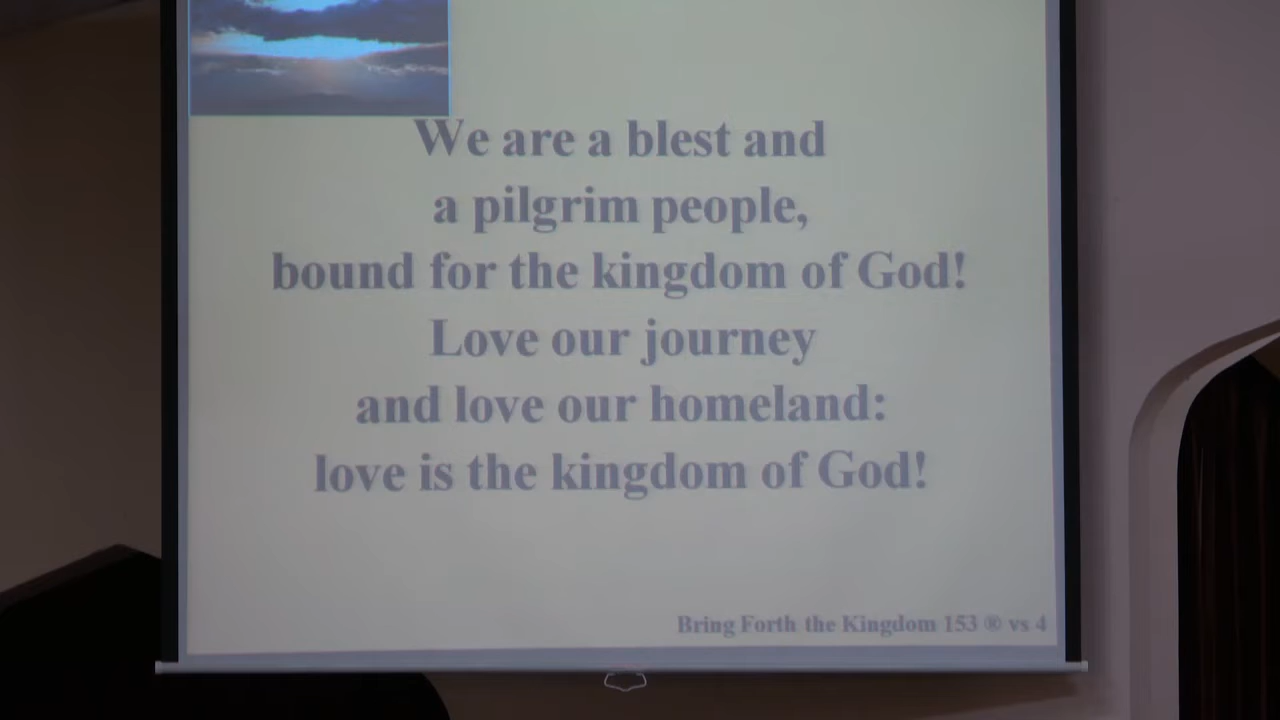 We are a blest and
a pilgrim people,
bound for the kingdom of God!
Love our journey
and love our homeland:
love is the kingdom of God!
Bring Forth the Kingdom 153 ® vs 4